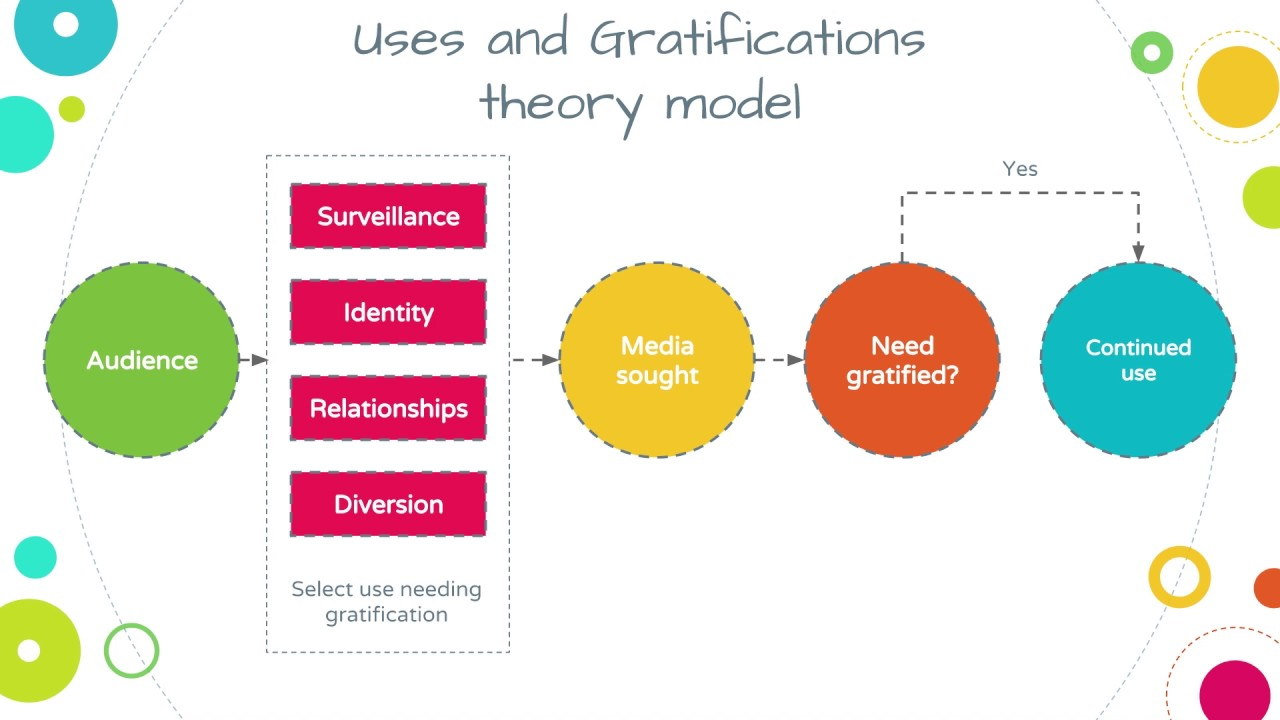 Uses and Gratifications
theory model
Audience
Surveillance
Identity
Relationships
Diversion
Select use needing
gratification
Media
sought
Need
gratified?
Yes
Continued
use